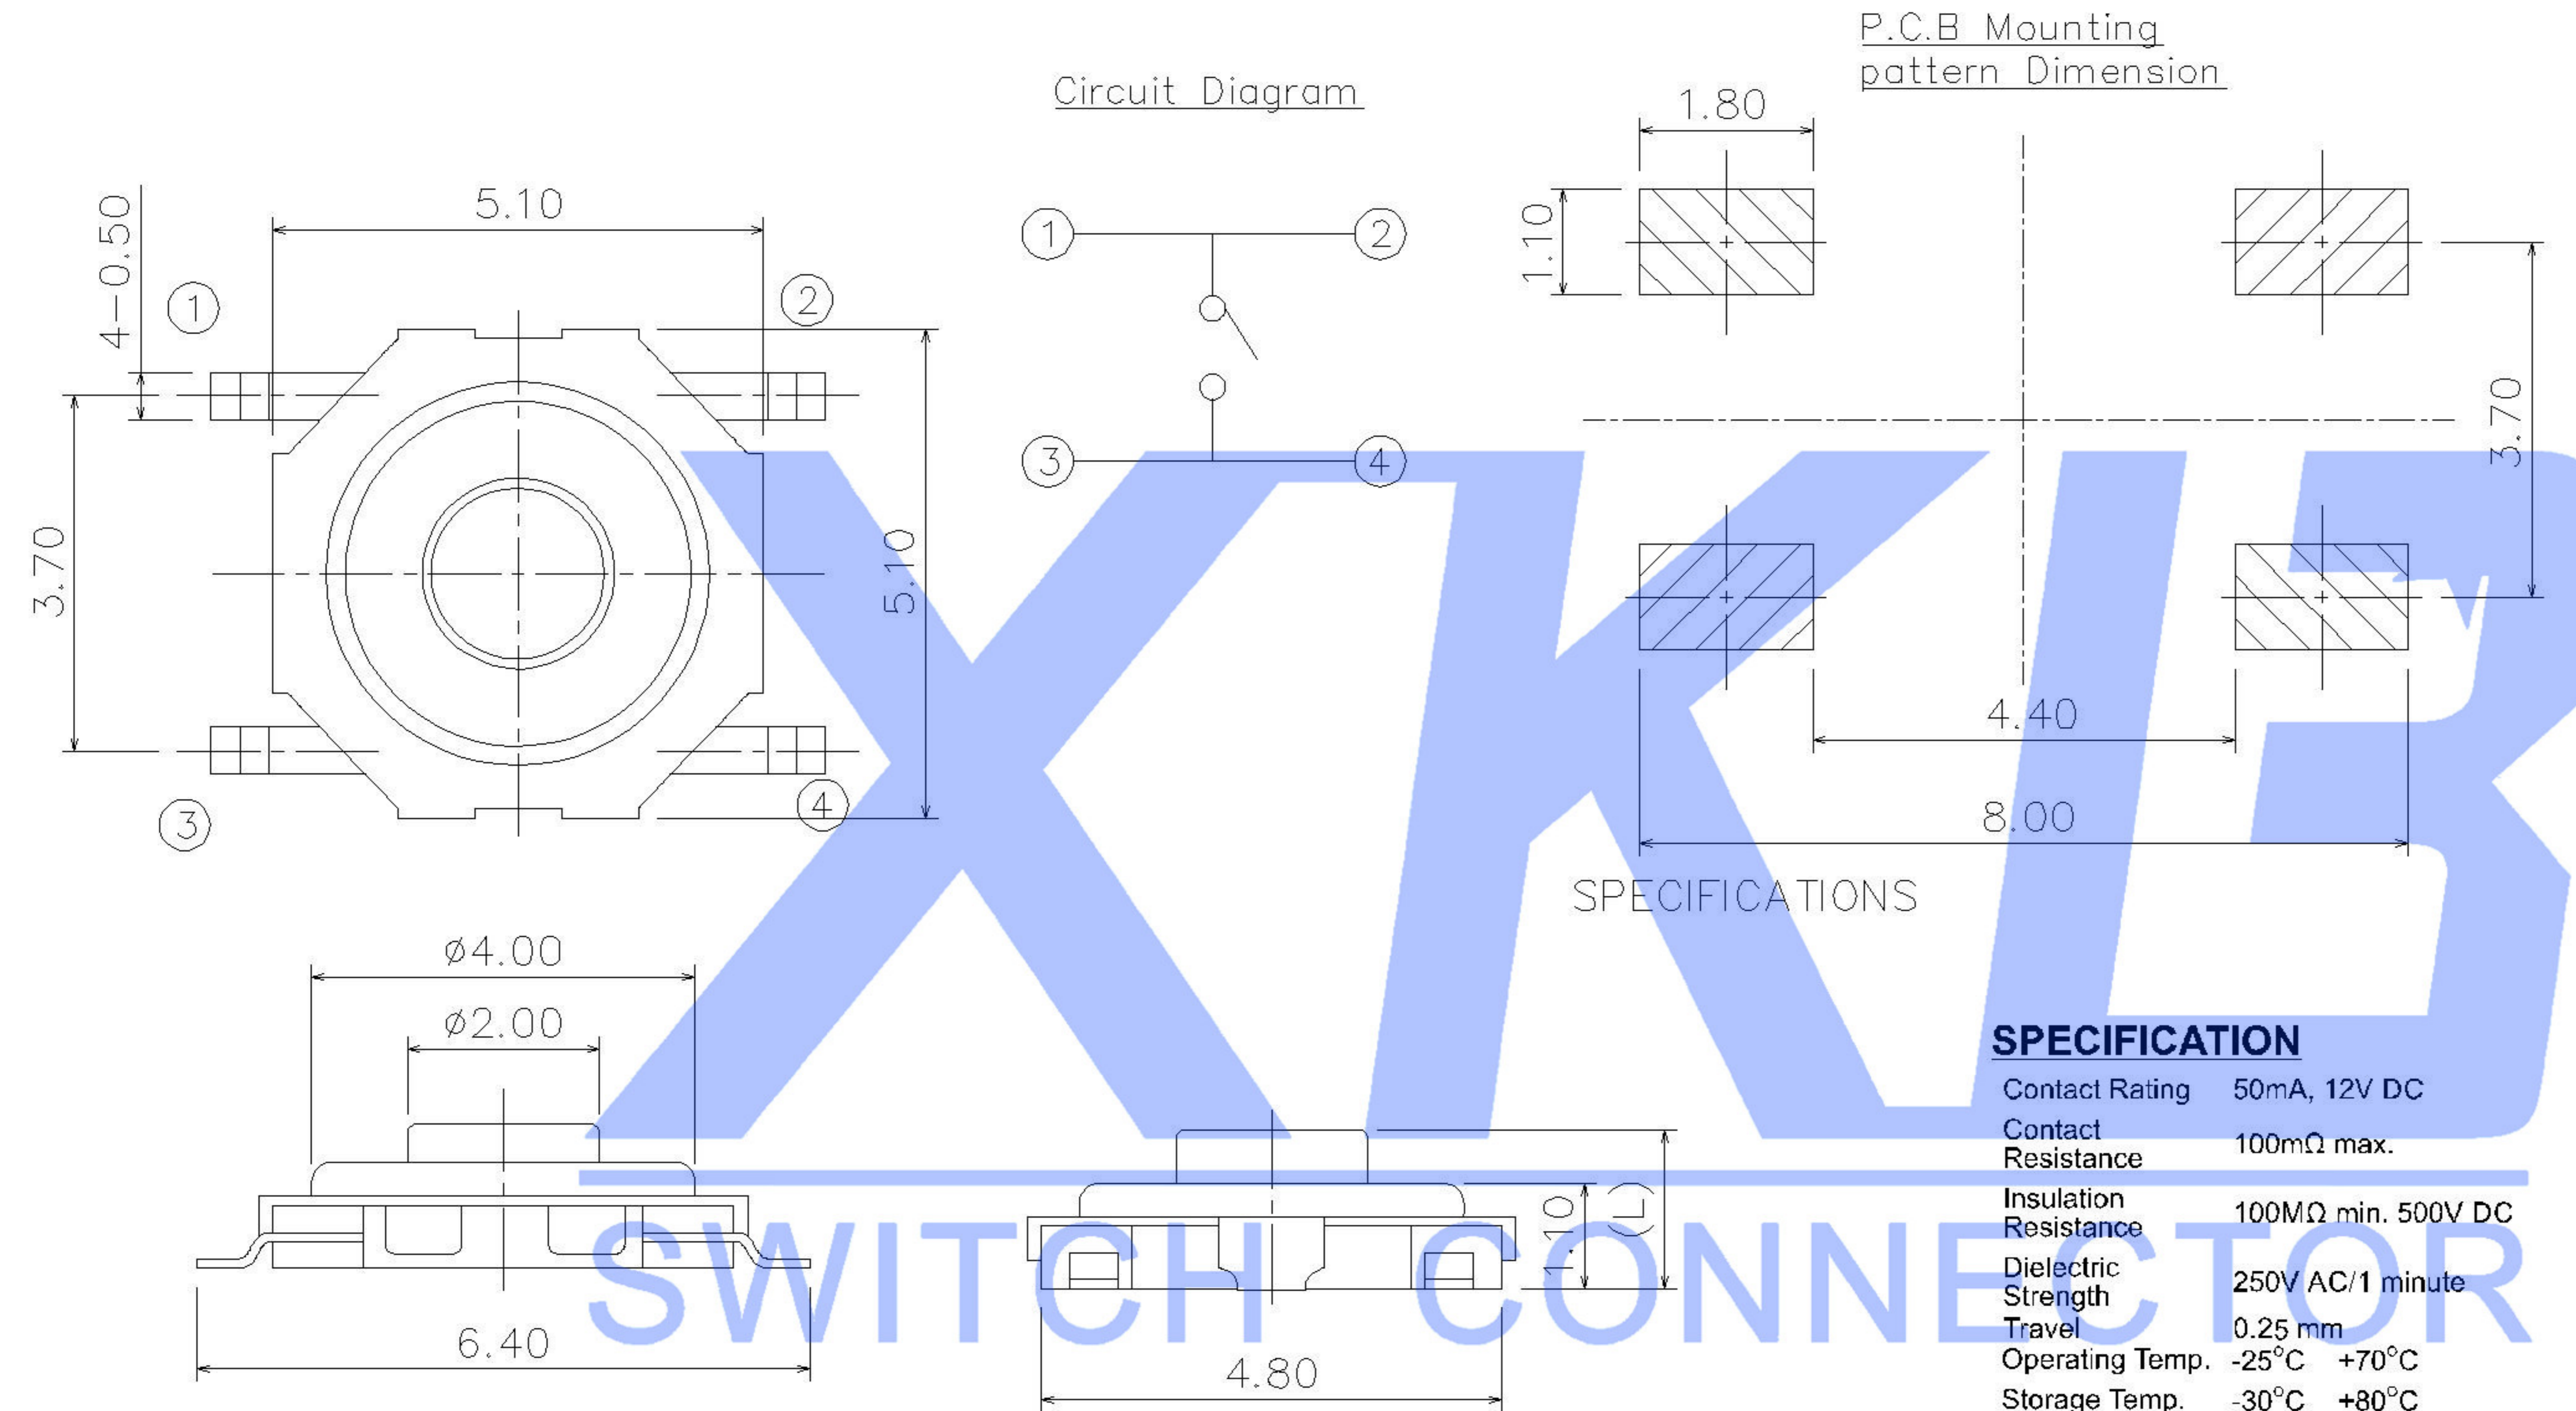 P.C.B Mounting
pattern Dimension
Circuit Diagram
1.80
1.10
3.70
4.40
8.00
1 2
3 4
4-0.50
5.10
1 2
3.70
5.10
3 4
SPECIFICATIONS
ø4.00
ø2.00
6.40
1.10
(L)
4.80
XKB
SWITCH CONNECTOR
SPECIFICATION
Contact Rating 50mA, 12V DC
Contact
Resistance 100mΩ max.
Insulation
Resistance 100MΩ min. 500V DC
Dielectric
Strength 250V AC/1 minute
Travel 0.25 mm
Operating Temp. -25°C +70°C
Storage Temp. -30°C +80°C